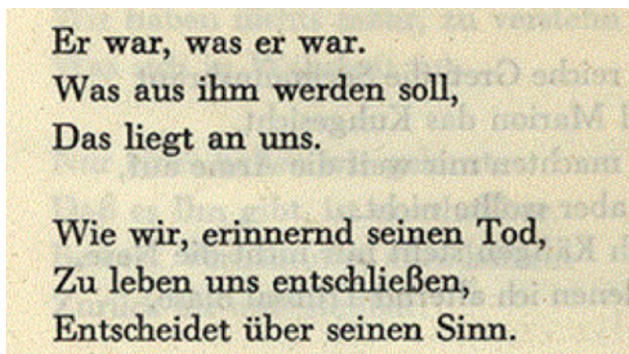 Er war, was er war.
Was aus ihm werden soll,
Das liegt an uns.
Wie wir, erinnernd seinen Tod,
Zu leben uns entschließen,
Entscheidet über seinen Sinn.